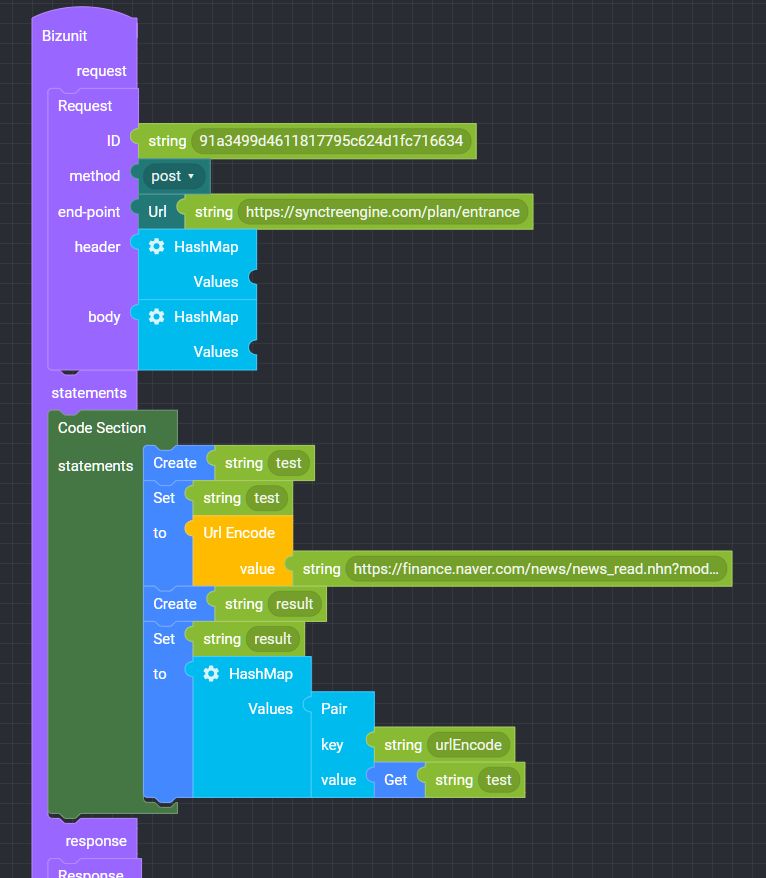 Bizunit
request
Request
ID string 91a3499d4611817795c624d1fc716634
method post
end-point Url string https://synctreengine.com/plan/entrance
header HashMap
Values
body HashMap
Values
statements
Code Section
statements Create string test
Set string test
to Url Encode
value string https://finance.naver.com/news/news_read.nhn?mod...
Create string result
Set string result
to HashMap
Values Pair
key string urlEncode
value Get string test
response
Response